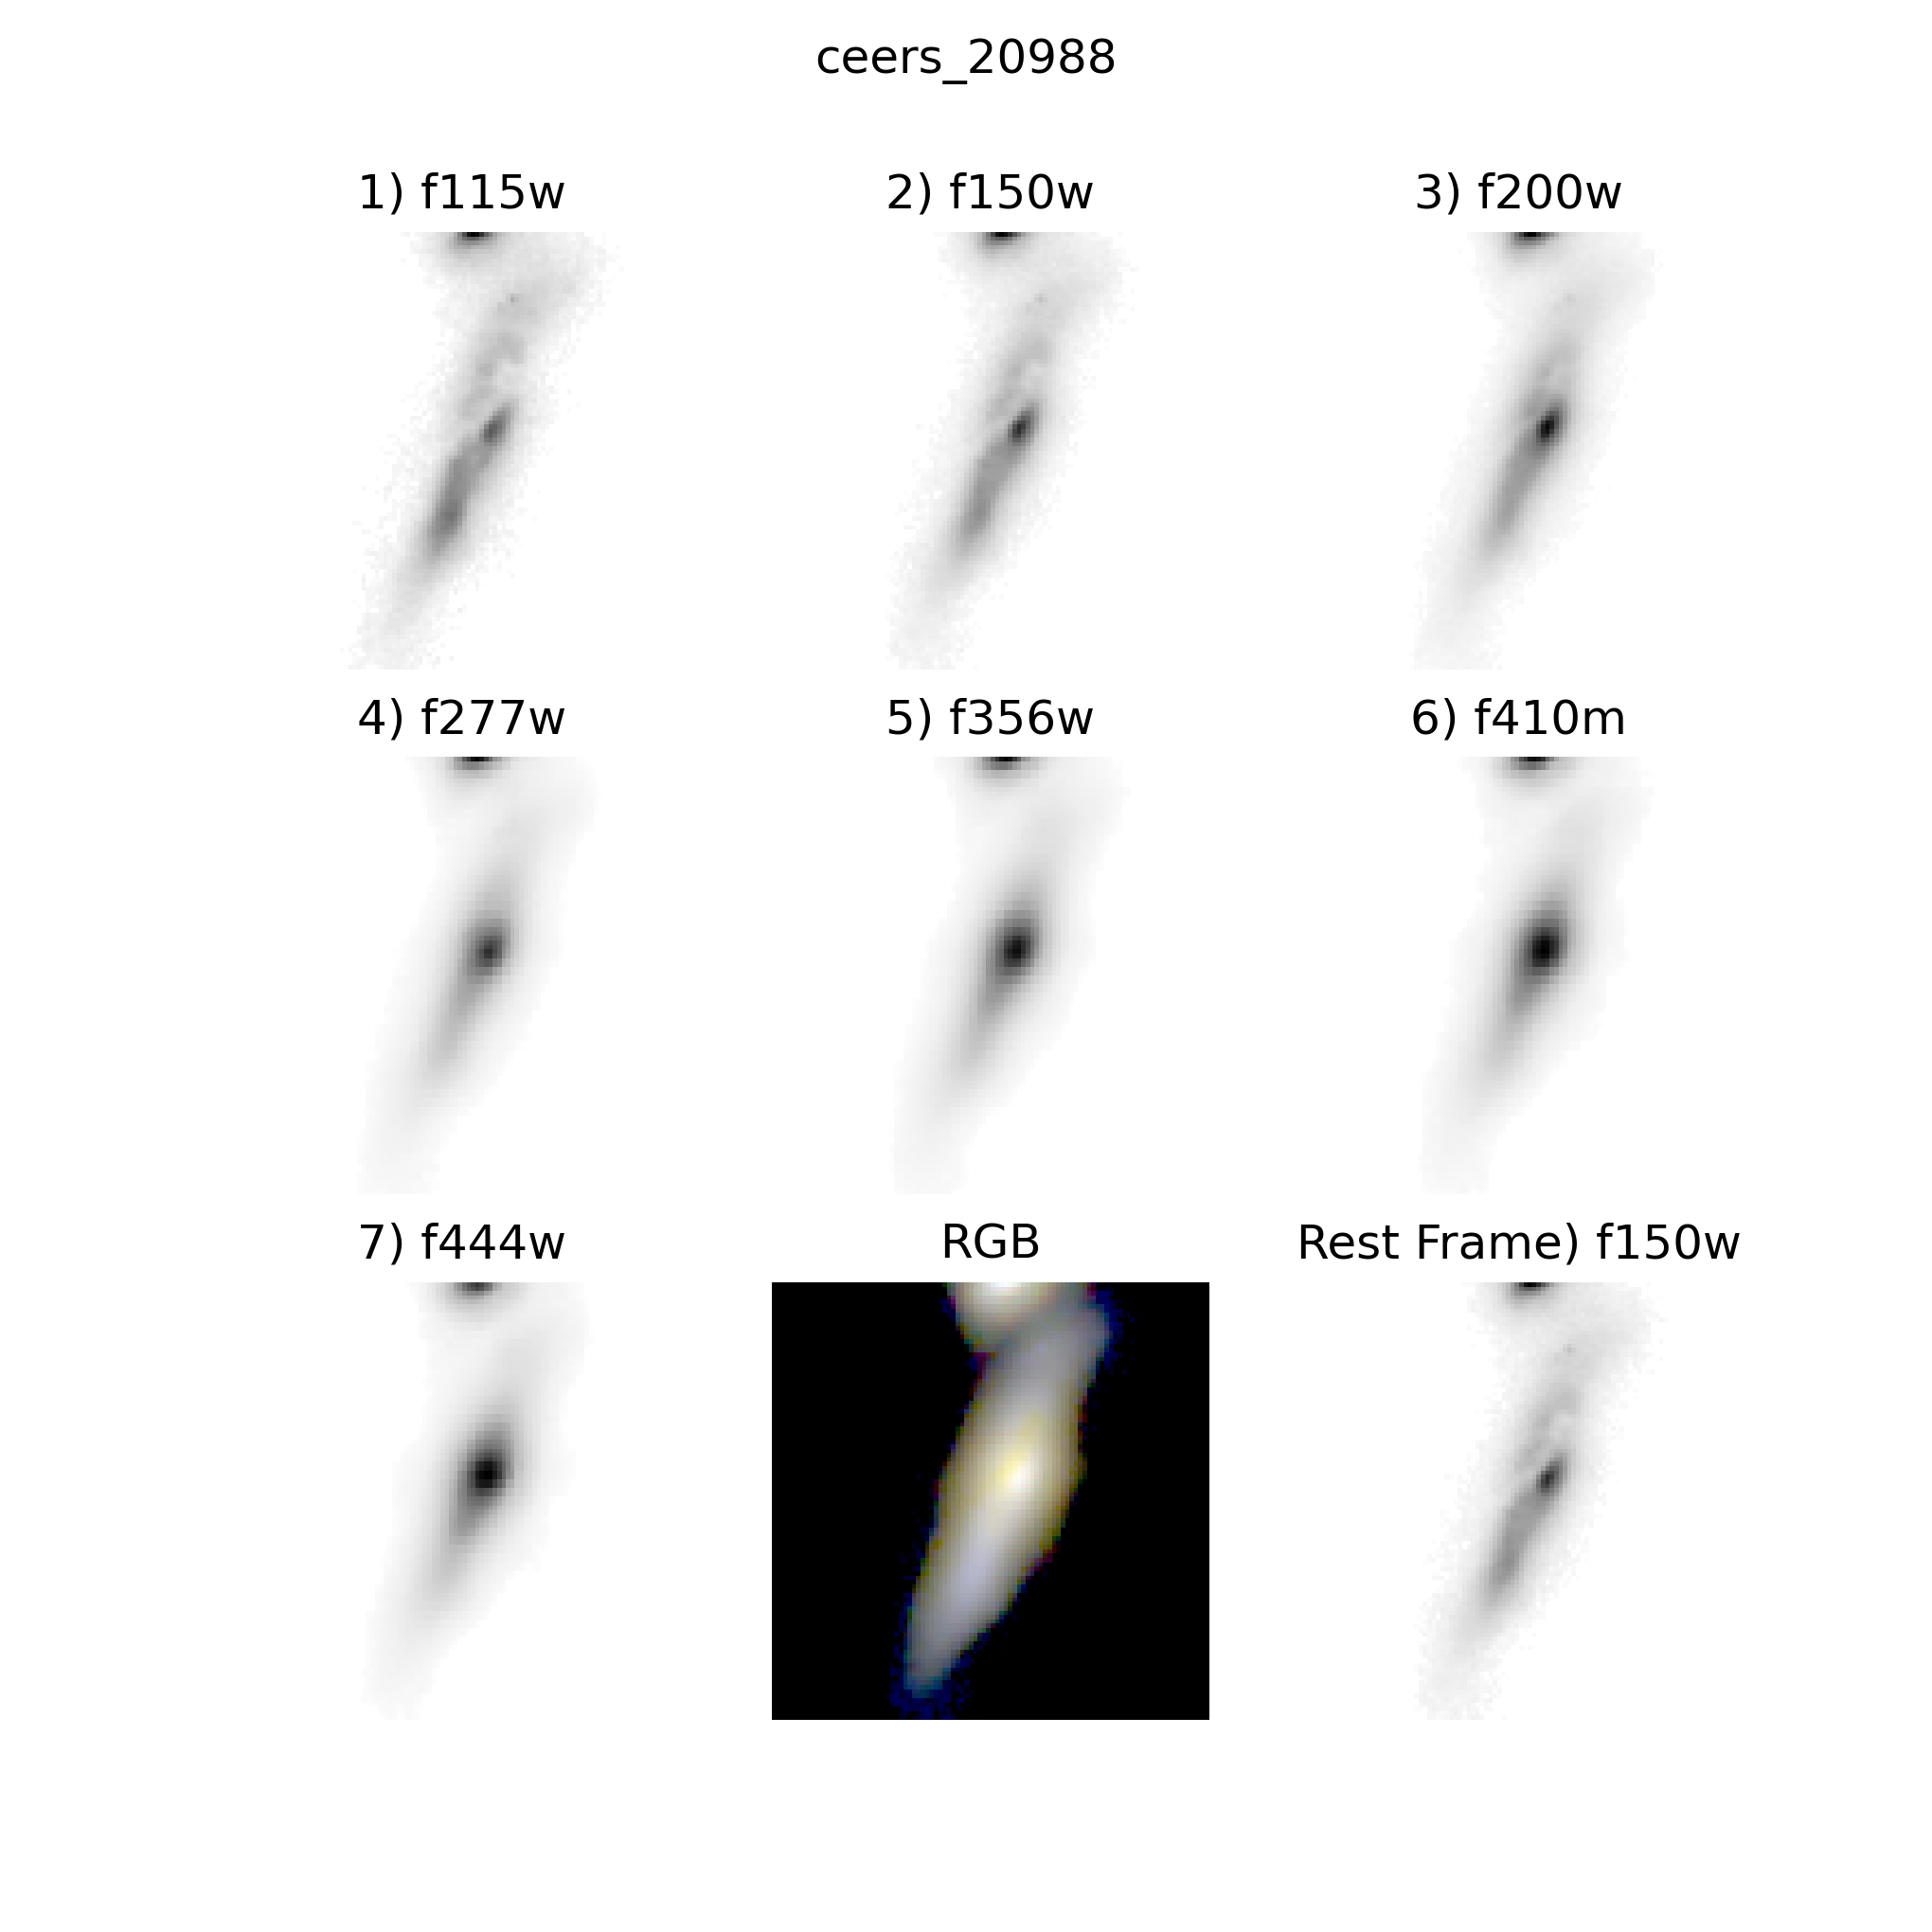 ceers_20988
1) f115w
2) f150w
3) f200w
4) f277w
5) f356w
6) f410m
7) f444w
RGB
Rest Frame) f150w